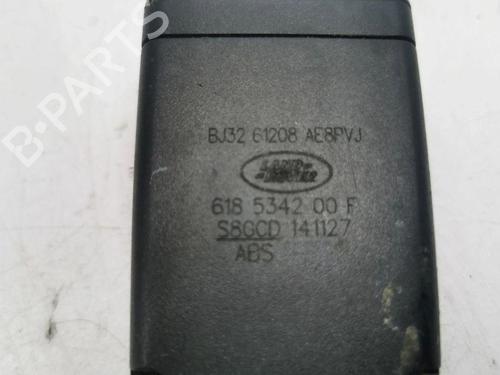 B-PARTS
BJ32 61208 AE8PVJ
LAND
ROVER
618 5342 00 F
S8GCD 141127
ABS